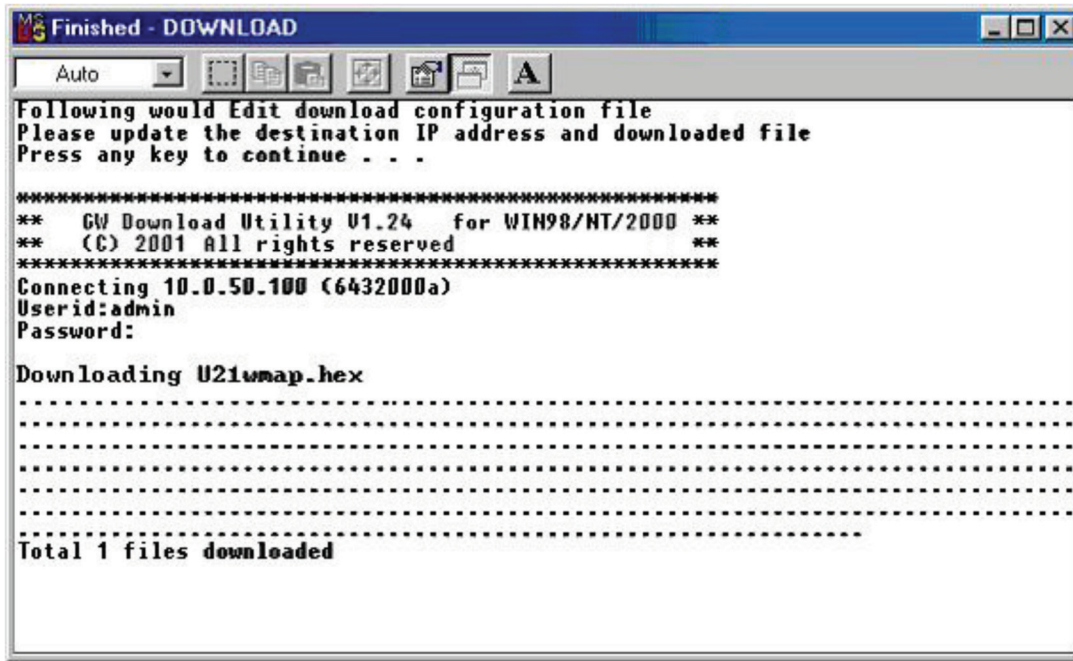 Finished - DOWNLOAD
Auto
A
Following would Edit download configuration file
Please update the destination IP address and downloaded file
Press any key to continue . . .
****************************************************
**   GW Download Utility V1.24   for WIN98/NT/2000 **
**   (C) 2001 All rights reserved                  **
****************************************************
Connecting 10.0.50.100 (6432000a)
Userid:admin
Password:
Downloading U21wmap.hex
Total 1 files downloaded